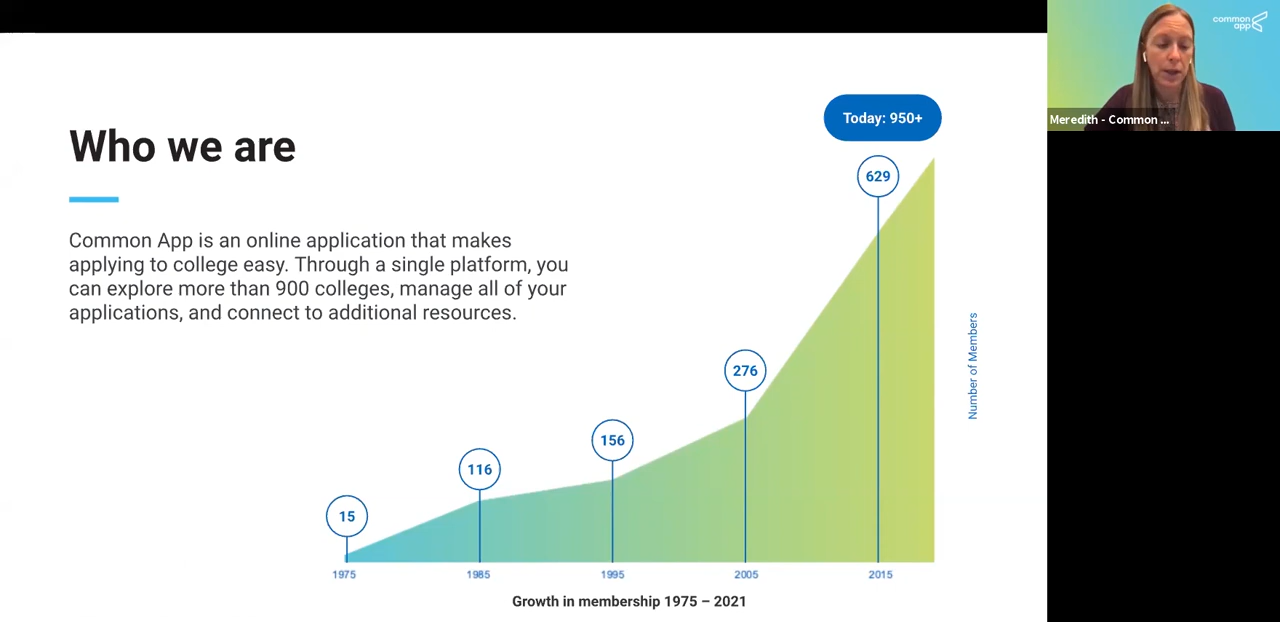 Who we are
Common App is an online application that makes
applying to college easy. Through a single platform, you
can explore more than 900 colleges, manage all of your
applications, and connect to additional resources.
Today: 950+
629
276
156
116
15
Number of Members
1975
1985
1995
2005
2015
Growth in membership 1975 – 2021
common
app
Meredith - Common ...